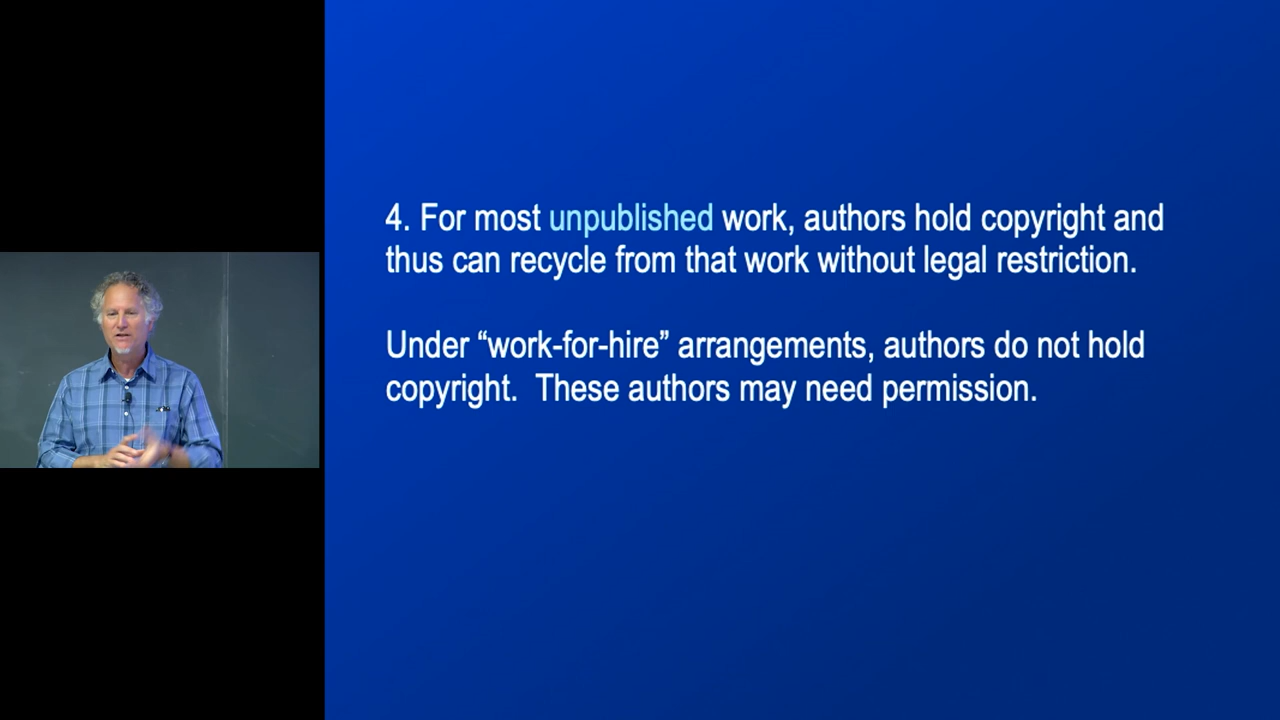 4. For most unpublished work, authors hold copyright and
thus can recycle from that work without legal restriction.
Under “work-for-hire” arrangements, authors do not hold
copyright.  These authors may need permission.